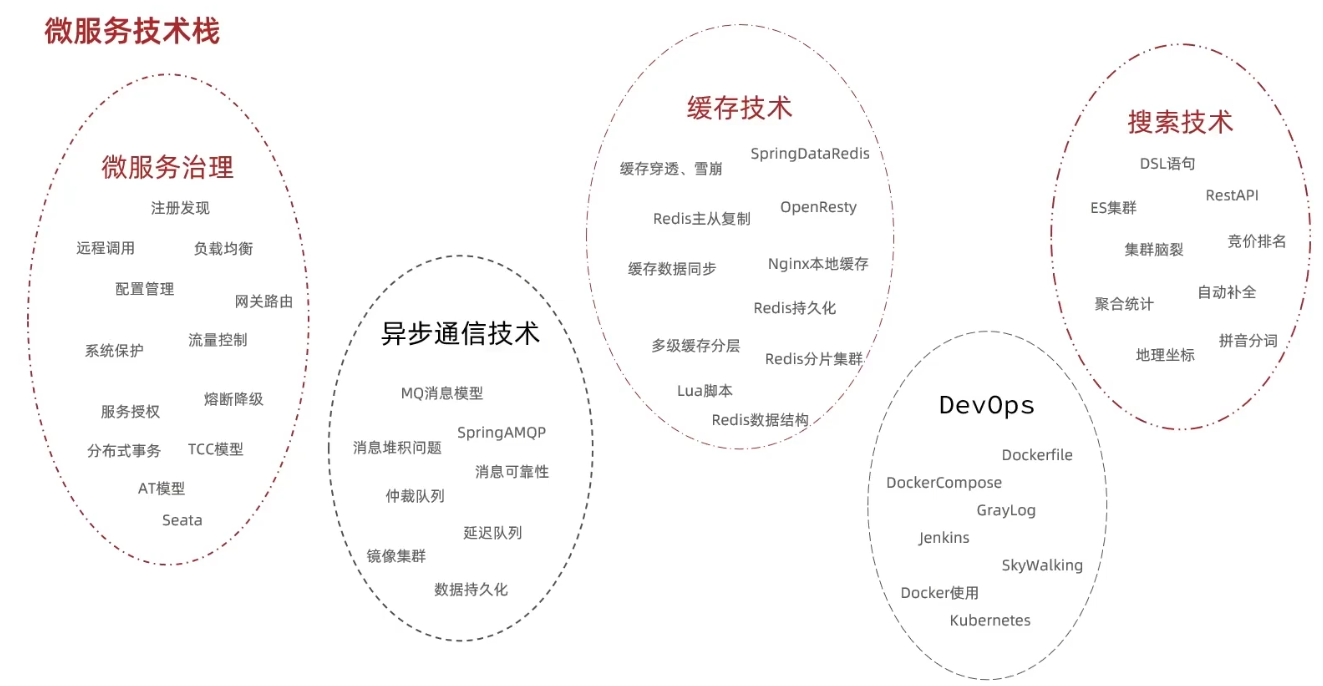 微服务技术栈
微服务治理
注册发现
远程调用
负载均衡
配置管理
网关路由
系统保护
流量控制
服务授权
熔断降级
分布式事务
TCC模型
AT模型
Seata
异步通信技术
MQ消息模型
消息堆积问题
SpringAMQP
消息可靠性
仲裁队列
延迟队列
镜像集群
数据持久化
缓存技术
缓存穿透、雪崩
SpringDataRedis
Redis主从复制
OpenResty
缓存数据同步
Nginx本地缓存
Redis持久化
多级缓存分层
Redis分片集群
Lua脚本
Redis数据结构
DevOps
Dockerfile
DockerCompose
GrayLog
Jenkins
SkyWalking
Docker使用
Kubernetes
搜索技术
DSL语句
RestAPI
ES集群
竞价排名
集群脑裂
自动补全
聚合统计
拼音分词
地理坐标